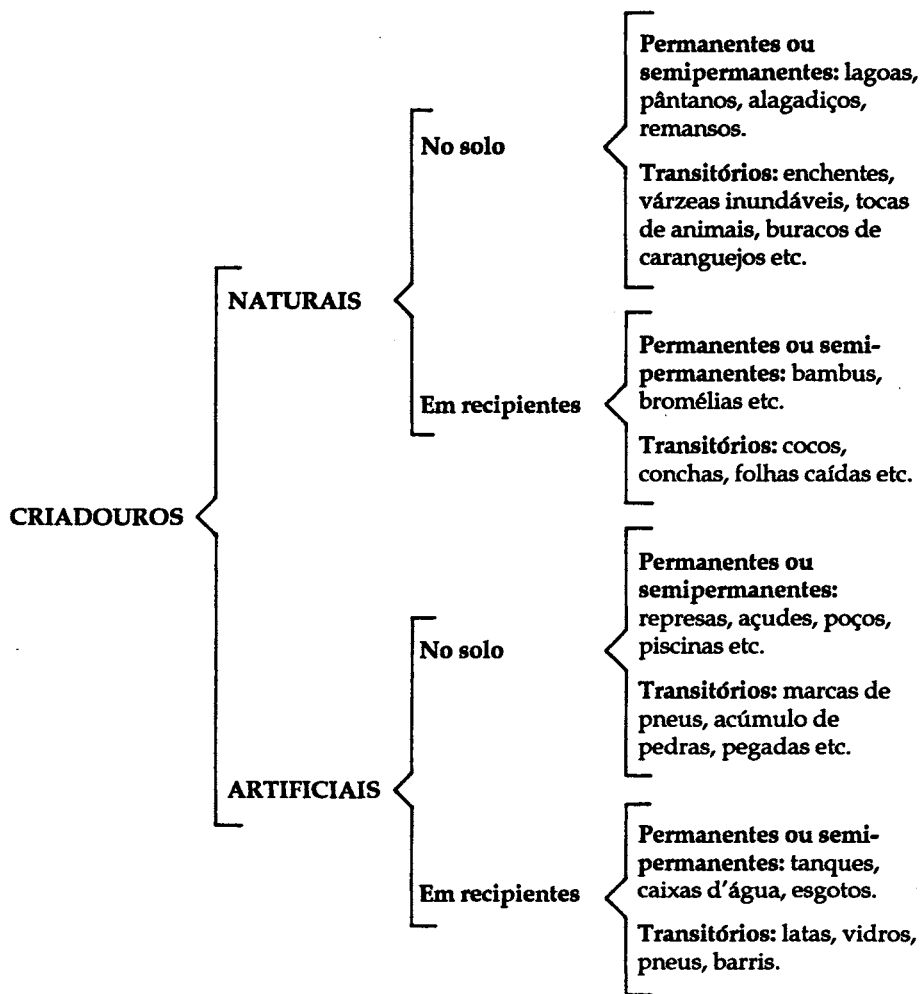 CRIADOUROS
NATURAIS
No solo
Permanentes ou
semipermanentes: lagoas,
pântanos, alagadiços,
remansos.
Transitórios: enchentes,
várzeas inundáveis, tocas
de animais, buracos de
caranguejos etc.
Em recipientes
Permanentes ou semi-
permanentes: bambus,
bromélias etc.
Transitórios: cocos,
conchas, folhas caídas etc.
ARTIFICIAIS
No solo
Permanentes ou
semipermanentes:
represas, açudes, poços,
piscinas etc.
Transitórios: marcas de
pneus, acúmulo de
pedras, pegadas etc.
Em recipientes
Permanentes ou semi-
permanentes: tanques,
caixas d'água, esgotos.
Transitórios: latas, vidros,
pneus, barris.